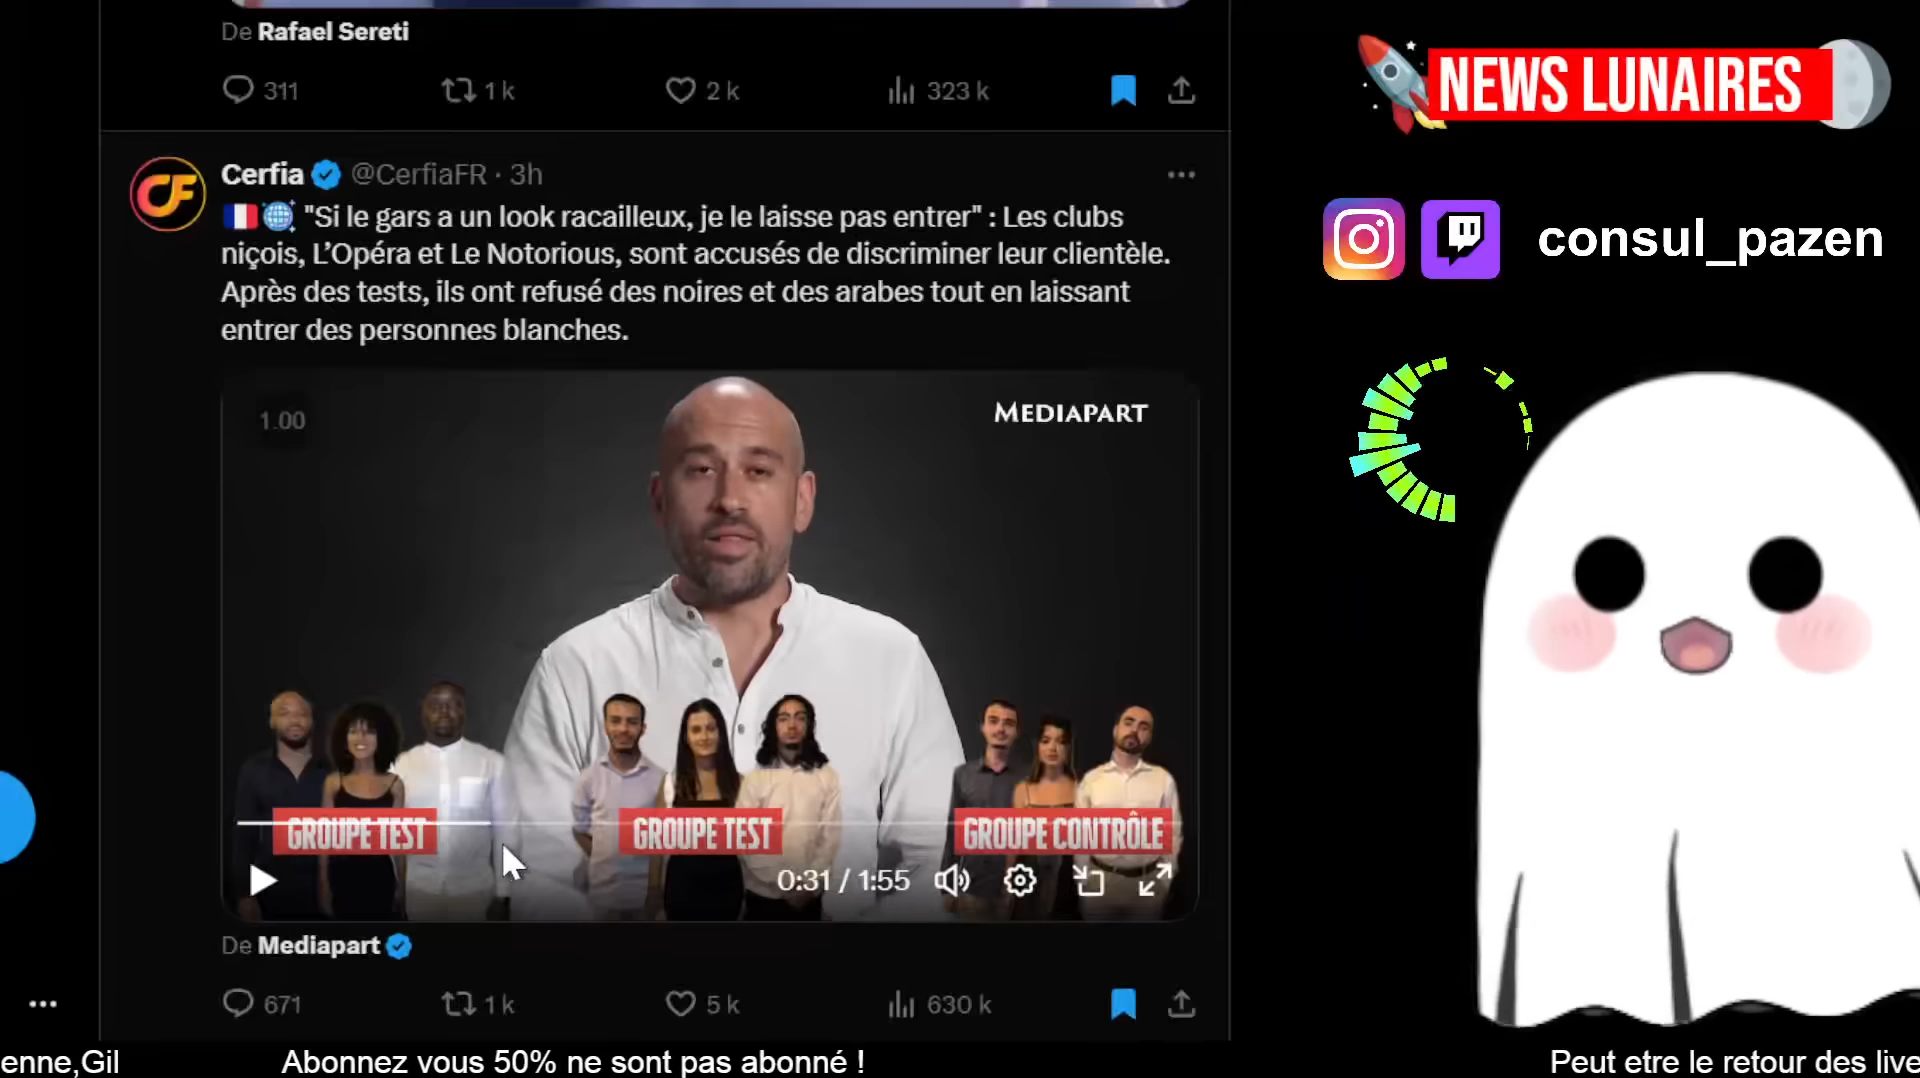 De Rafael Sereti
311 1 k 2 k 323 k
NEWS LUNAIRES
Cerfia @CerfiaFR · 3h
"Si le gars a un look racailleux, je le laisse pas entrer" : Les clubs
niçois, L’Opéra et Le Notorious, sont accusés de discriminer leur clientèle.
Après des tests, ils ont refusé des noires et des arabes tout en laissant
entrer des personnes blanches.
consul_pazen
1.00
MEDIAPART
GROUPE TEST
GROUPE TEST
GROUPE CONTRÔLE
0:31 / 1:55
De Mediapart
671 1 k 5 k 630 k
enne,Gil
Abonnez vous 50% ne sont pas abonné !
Peut etre le retour des live